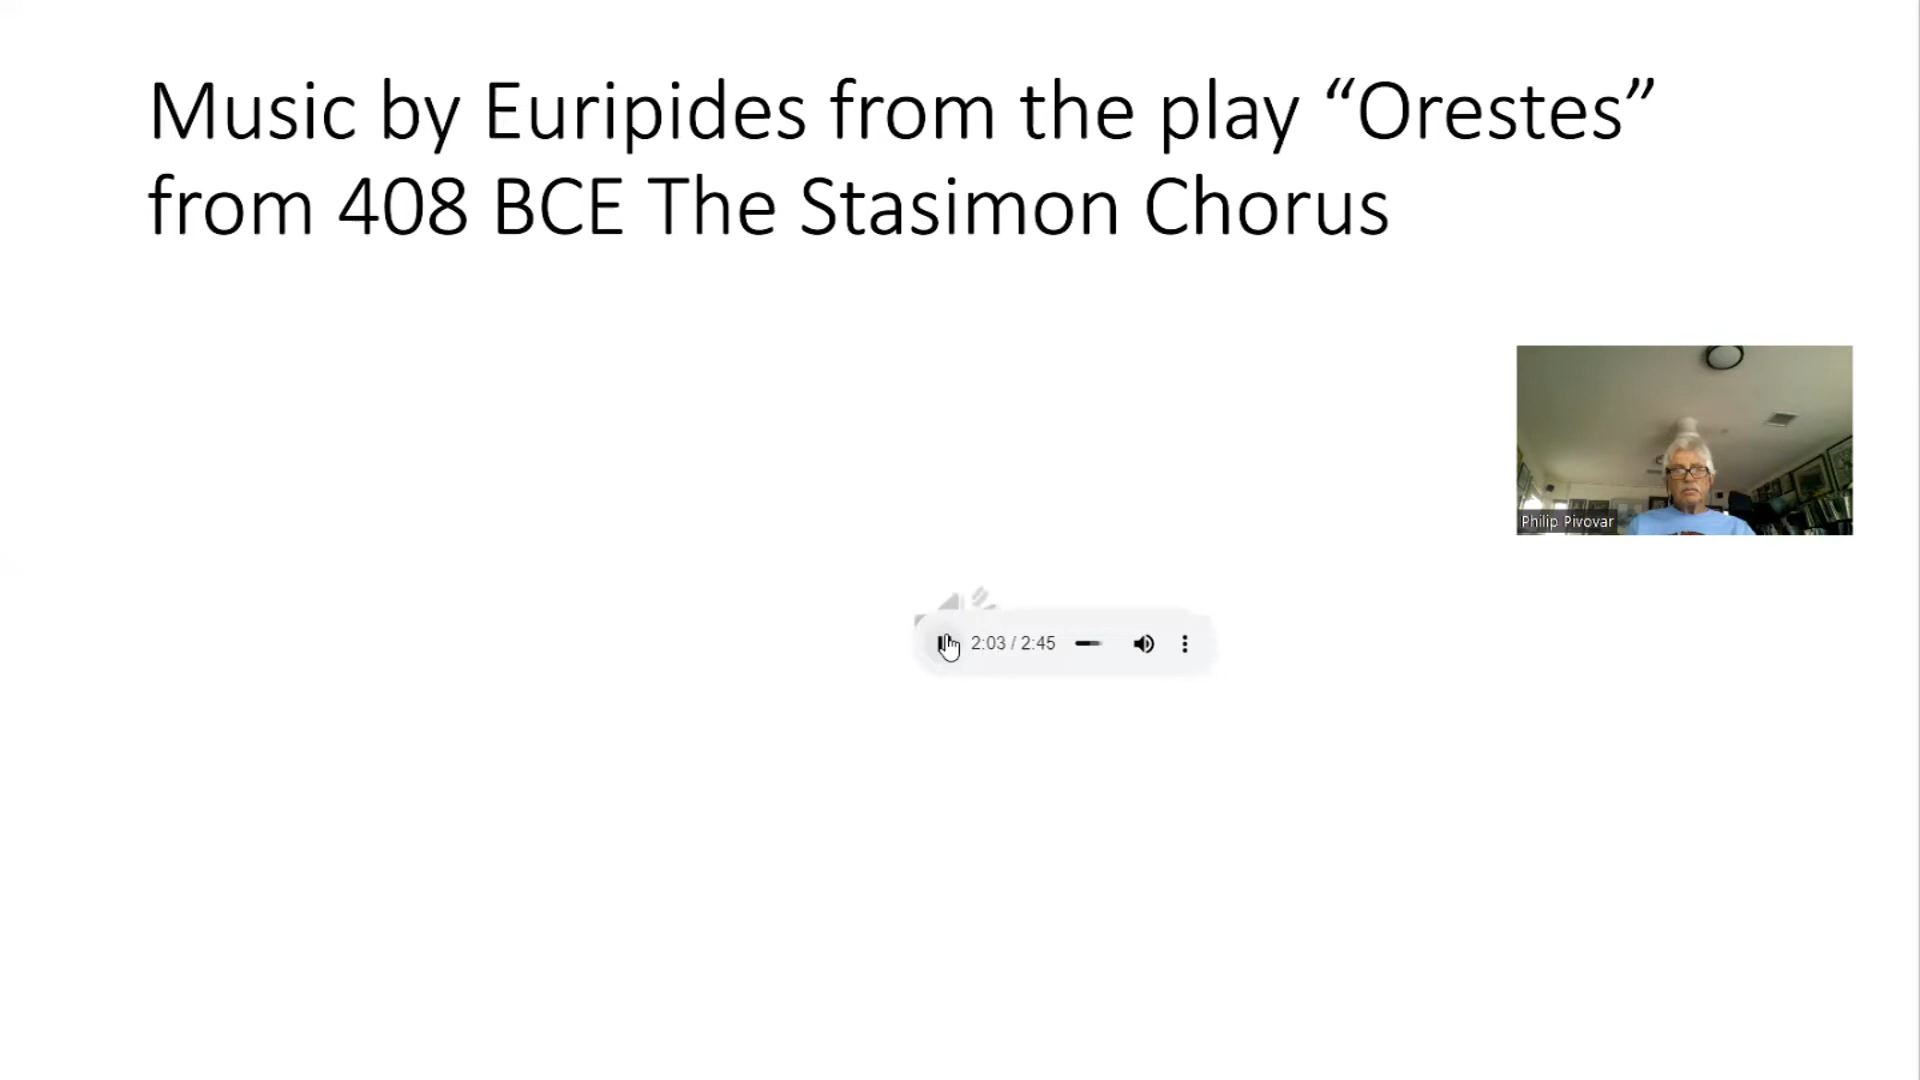 Music by Euripides from the play “Orestes”
from 408 BCE The Stasimon Chorus
Philip Pivovar
2:03 / 2:45